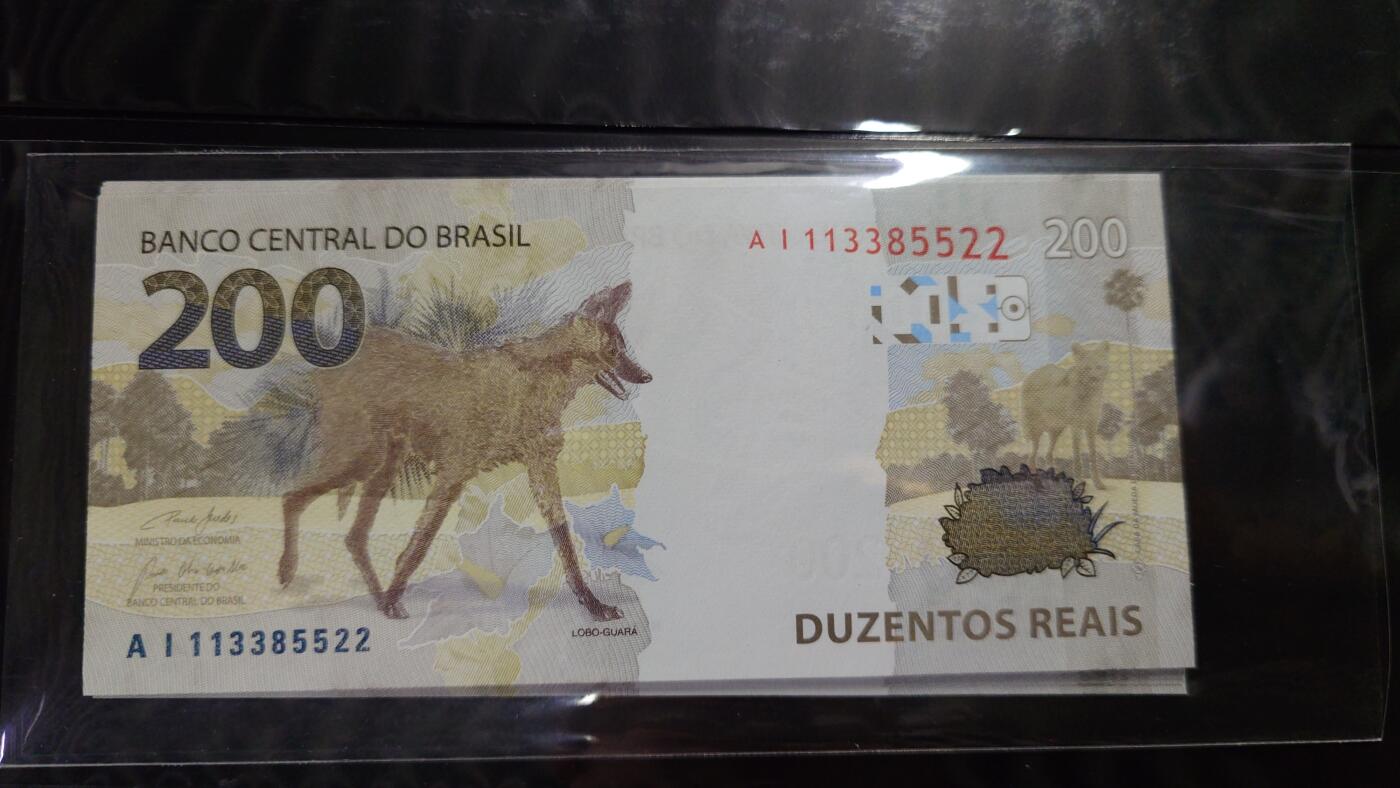 BANCO CENTRAL DO BRASIL
200
A I 113385522
200
MINISTRO DA ECONOMIA
PRESIDENTE DO
BANCO CENTRAL DO BRASIL
A I 113385522
LOBO-GUARÁ
DUZENTOS REAIS